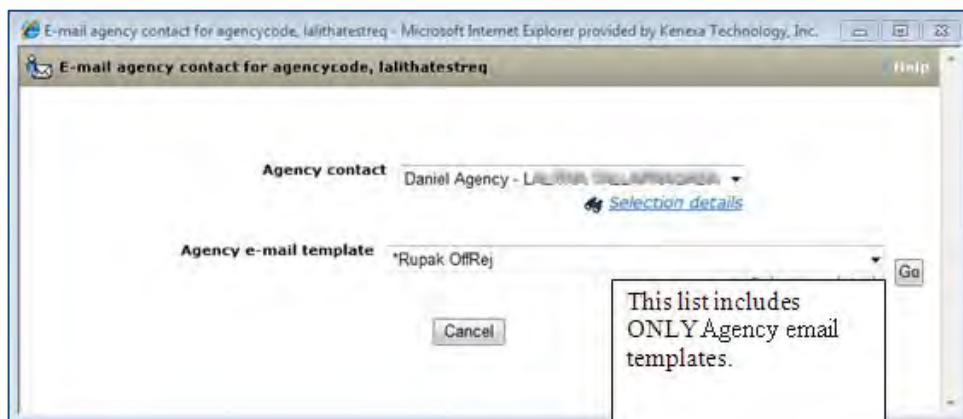 E-mail agency contact for agencycode, lalithatestreq - Microsoft Internet Explorer provided by Kenexa Technology, Inc.
E-mail agency contact for agencycode, lalithatestreq Help
Agency contact
Daniel Agency -
Selection details
Agency e-mail template
*Rupak OffRej
Go
This list includes
ONLY Agency email
templates.
Cancel